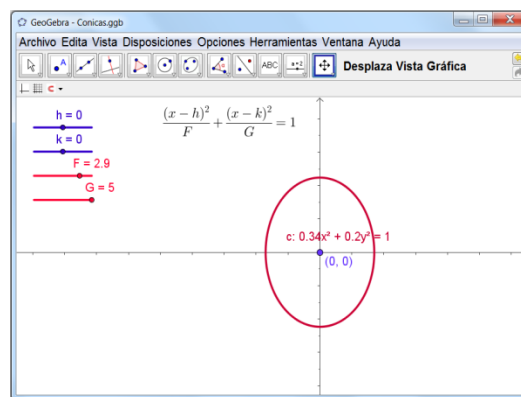 GeoGebra - Conicas.ggb
Archivo Edita Vista Disposiciones Opciones Herramientas Ventana Ayuda
A ABC a=2 Desplaza Vista Gráfica
h = 0
k = 0
F = 2.9
G = 5
(x − h)² / F + (x − k)² / G = 1
c: 0.34x² + 0.2y² = 1
(0, 0)